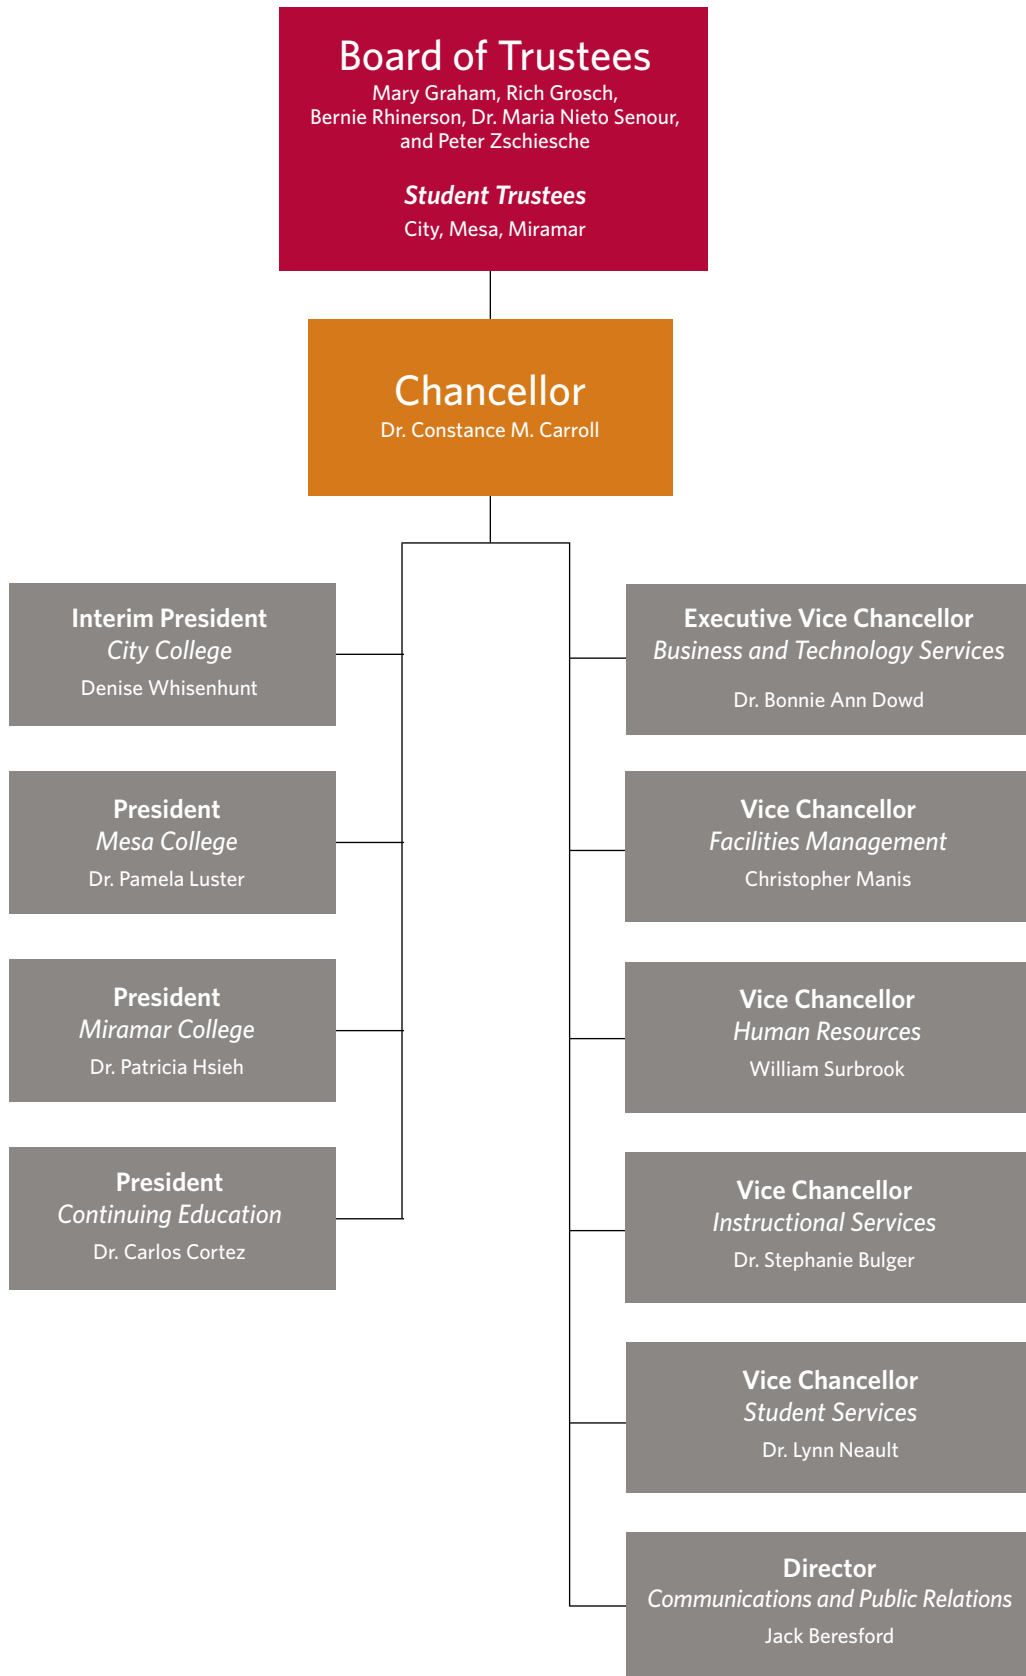 Board of Trustees
Mary Graham, Rich Grosch,
Bernie Rhinerson, Dr. Maria Nieto Senour,
and Peter Zschiesche
Student Trustees
City, Mesa, Miramar
Chancellor
Dr. Constance M. Carroll
Interim President
City College
Denise Whisenhunt
President
Mesa College
Dr. Pamela Luster
President
Miramar College
Dr. Patricia Hsieh
President
Continuing Education
Dr. Carlos Cortez
Executive Vice Chancellor
Business and Technology Services
Dr. Bonnie Ann Dowd
Vice Chancellor
Facilities Management
Christopher Manis
Vice Chancellor
Human Resources
William Surbrook
Vice Chancellor
Instructional Services
Dr. Stephanie Bulger
Vice Chancellor
Student Services
Dr. Lynn Neault
Director
Communications and Public Relations
Jack Beresford